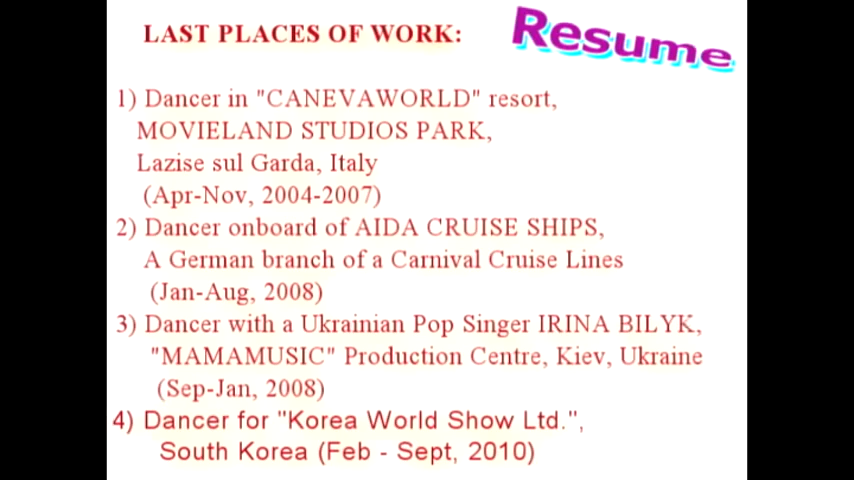 LAST PLACES OF WORK:
Resume
1) Dancer in "CANEVAWORLD" resort,
MOVIELAND STUDIOS PARK,
Lazise sul Garda, Italy
(Apr-Nov, 2004-2007)
2) Dancer onboard of AIDA CRUISE SHIPS,
A German branch of a Carnival Cruise Lines
(Jan-Aug, 2008)
3) Dancer with a Ukrainian Pop Singer IRINA BILYK,
"MAMAMUSIC" Production Centre, Kiev, Ukraine
(Sep-Jan, 2008)
4) Dancer for "Korea World Show Ltd.",
South Korea (Feb - Sept, 2010)